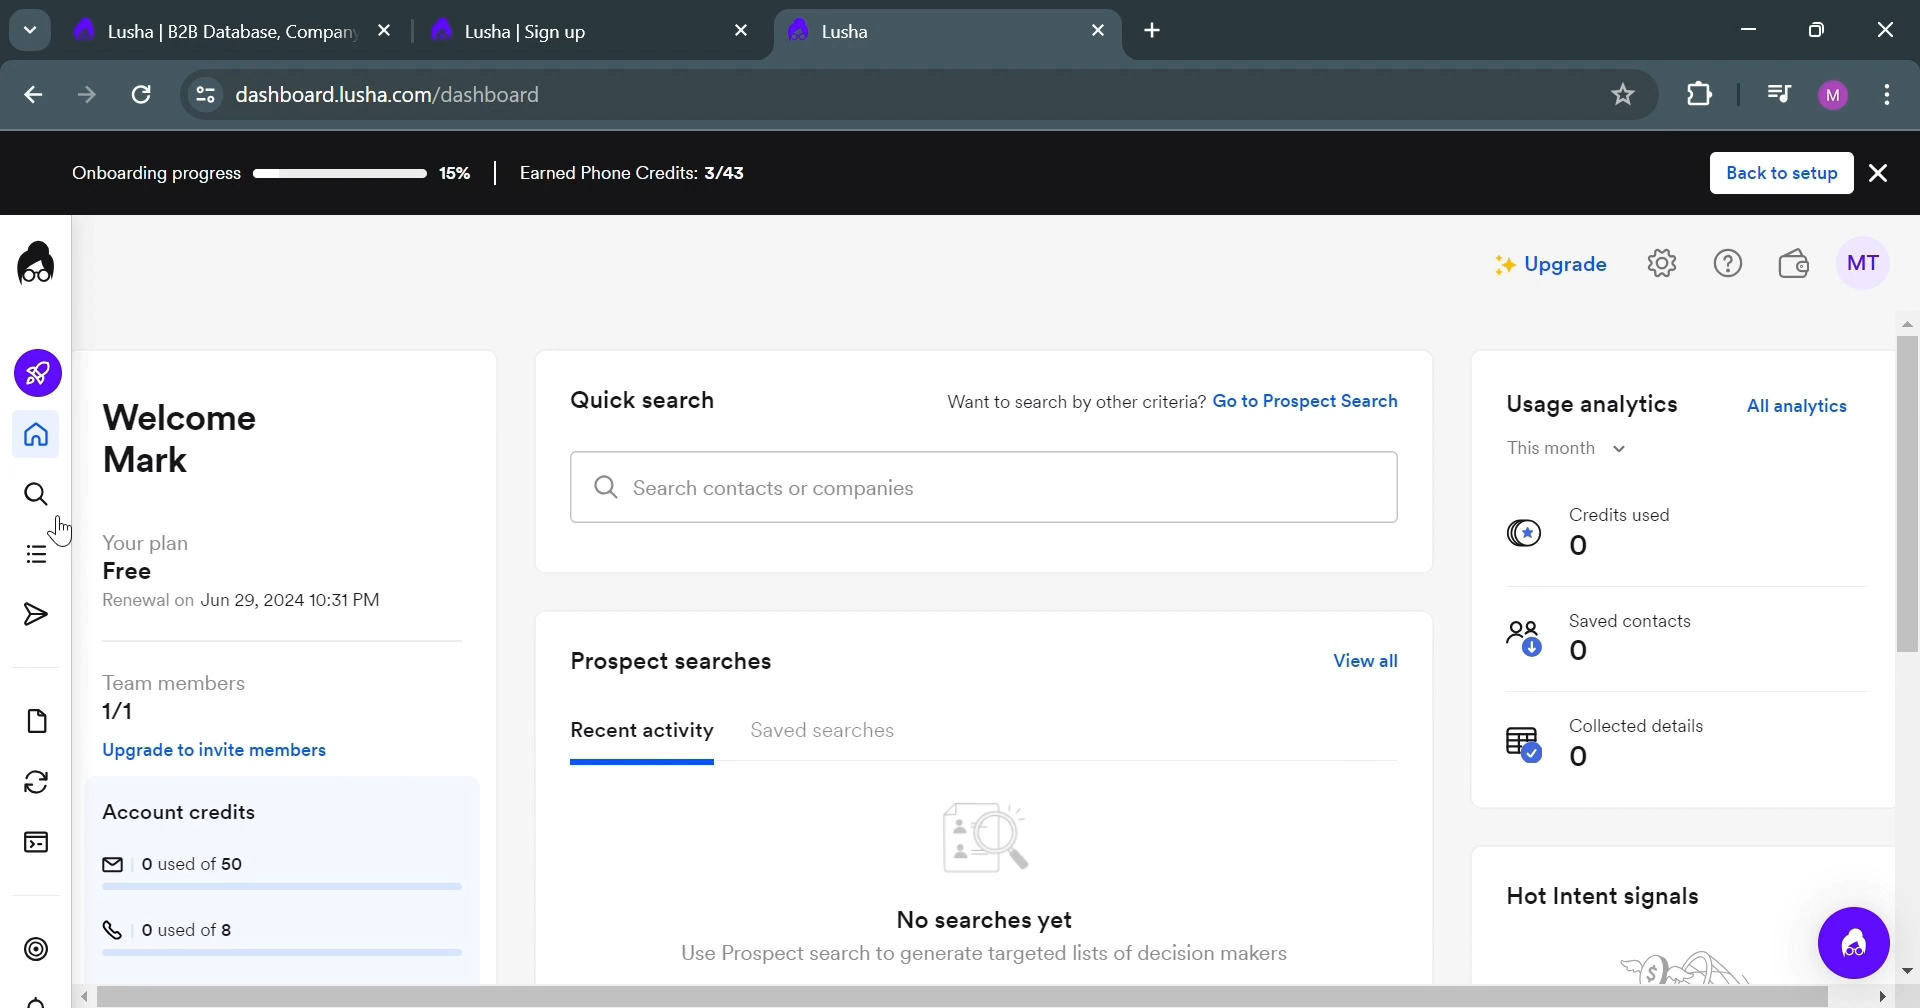 Lusha | B2B Database, Company
Lusha | Sign up
Lusha
dashboard.lusha.com/dashboard
M
Onboarding progress 15% Earned Phone Credits: 3/43
Back to setup
Upgrade
MT
Welcome
Mark
Your plan
Free
Renewal on Jun 29, 2024 10:31 PM
Team members
1/1
Upgrade to invite members
Account credits
0 used of 50
0 used of 8
Quick search
Want to search by other criteria? Go to Prospect Search
Search contacts or companies
Prospect searches
View all
Recent activity
Saved searches
No searches yet
Use Prospect search to generate targeted lists of decision makers
Usage analytics
All analytics
This month
Credits used
0
Saved contacts
0
Collected details
0
Hot Intent signals